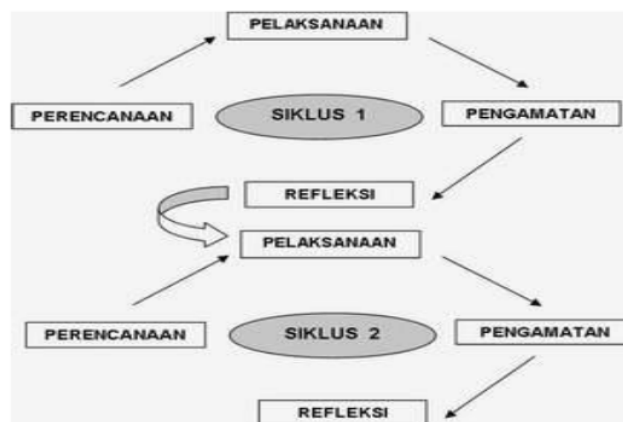 PELAKSANAAN
PERENCANAAN
SIKLUS 1
PENGAMATAN
REFLEKSI
PELAKSANAAN
PERENCANAAN
SIKLUS 2
PENGAMATAN
REFLEKSI